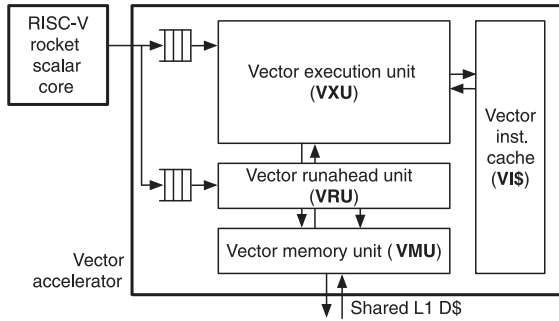 RISC-V
rocket
scalar
core
Vector execution unit
(VXU)
Vector
inst.
cache
(VI$)
Vector runahead unit
(VRU)
Vector memory unit (VMU)
Vector
accelerator
Shared L1 D$